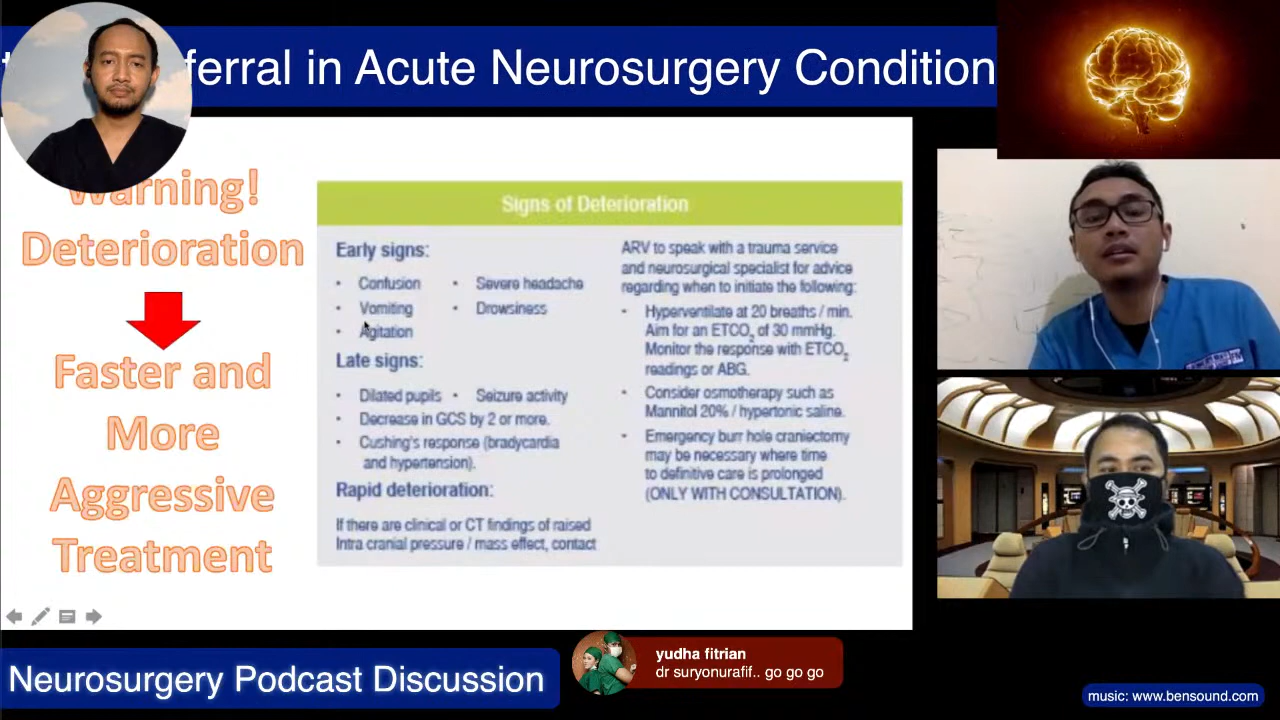 ferral in Acute Neurosurgery Condition
Warning!
Deterioration
Faster and
More
Aggressive
Treatment
Signs of Deterioration
Early signs:
• Confusion • Severe headache
• Vomiting • Drowsiness
• Agitation
Late signs:
• Dilated pupils • Seizure activity
• Decrease in GCS by 2 or more.
• Cushing's response (bradycardia
and hypertension).
Rapid deterioration:
If there are clinical or CT findings of raised
Intra cranial pressure / mass effect, contact
ARV to speak with a trauma service
and neurosurgical specialist for advice
regarding when to initiate the following:
• Hyperventilate at 20 breaths / min.
Aim for an ETCO₂ of 30 mmHg.
Monitor the response with ETCO₂
readings or ABG.
• Consider osmotherapy such as
Mannitol 20% / hypertonic saline.
• Emergency burr hole craniectomy
may be necessary where time
to definitive care is prolonged
(ONLY WITH CONSULTATION).
Neurosurgery Podcast Discussion
yudha fitrian
dr suryonurafif.. go go go
music: www.bensound.com